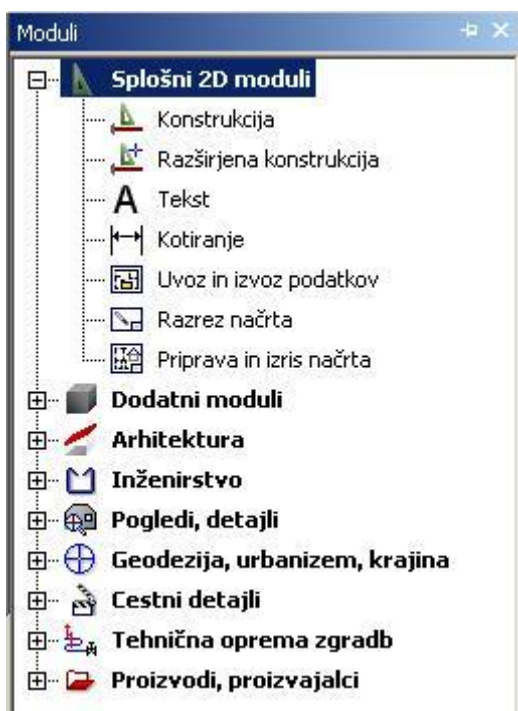 Moduli
Splošni 2D moduli
Konstrukcija
Razširjena konstrukcija
Tekst
Kotiranje
Uvoz in izvoz podatkov
Razrez načrta
Priprava in izris načrta
Dodatni moduli
Arhitektura
Inženirstvo
Pogledi, detajli
Geodezija, urbanizem, krajina
Cestni detajli
Tehnična oprema zgradb
Proizvodi, proizvajalci